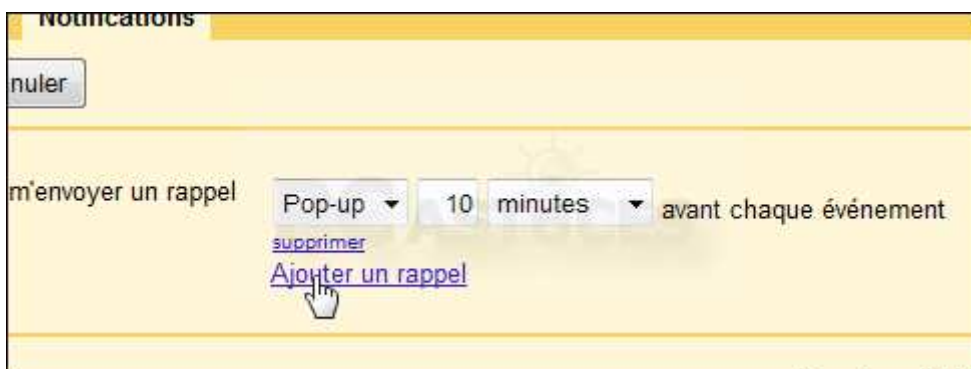 Notifications
nuler
m'envoyer un rappel Pop-up 10 minutes avant chaque événement
supprimer
Ajouter un rappel